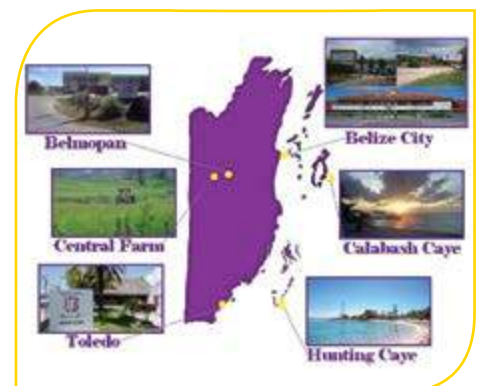 Belmopan
Belize City
Central Farm
Calabash Caye
Toledo
Hunting Caye